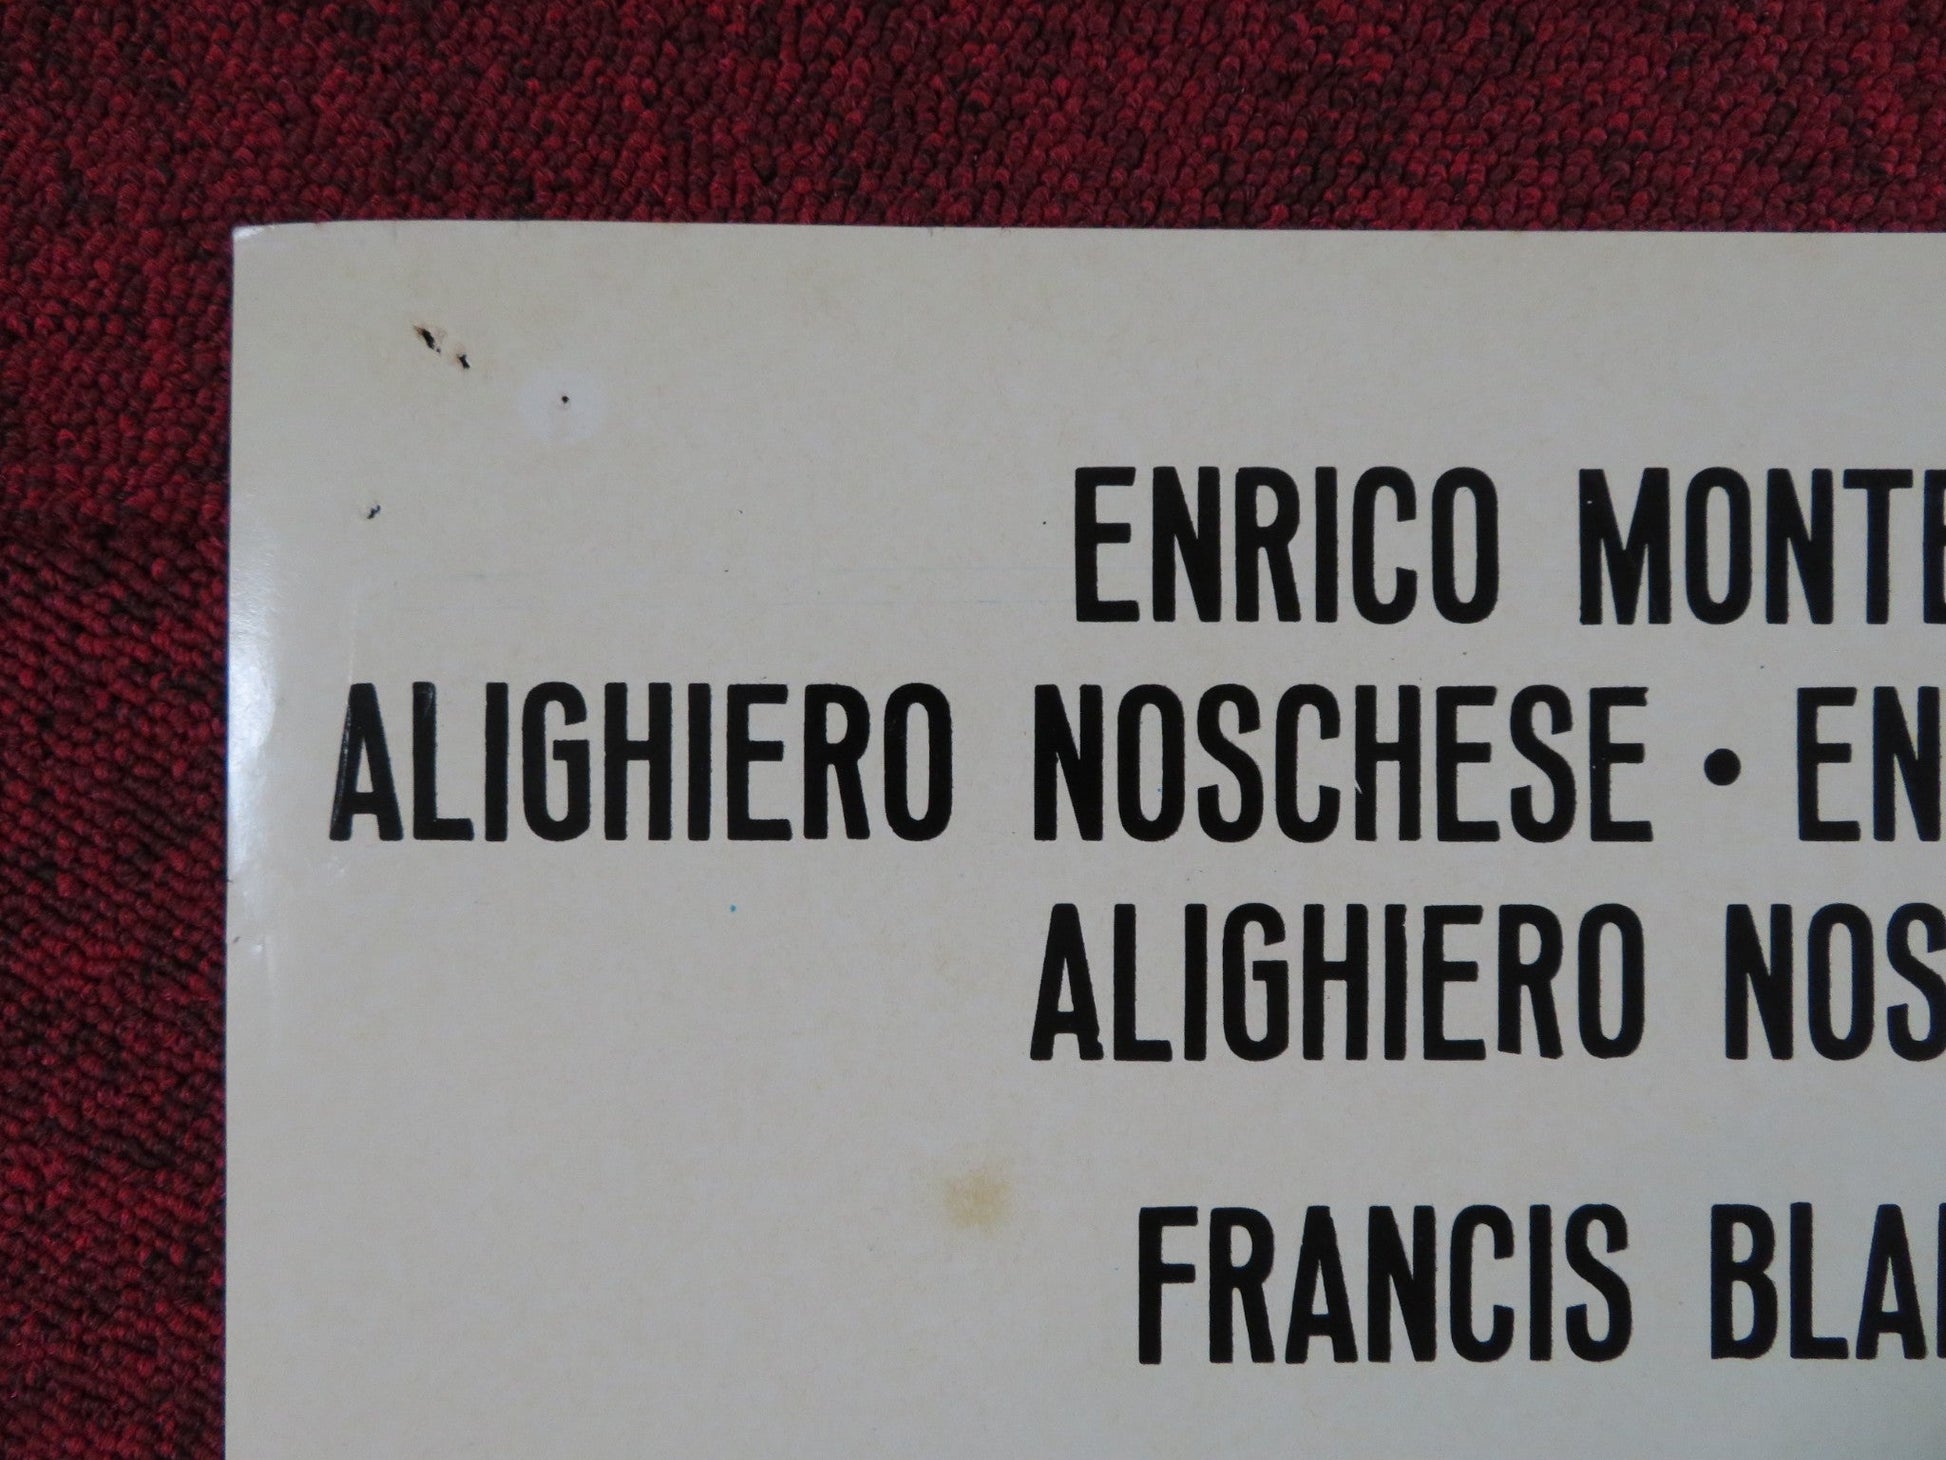 ENRICO MONTE
ALIGHIERO NOSCHESE • EN
ALIGHIERO NOS
FRANCIS BLA